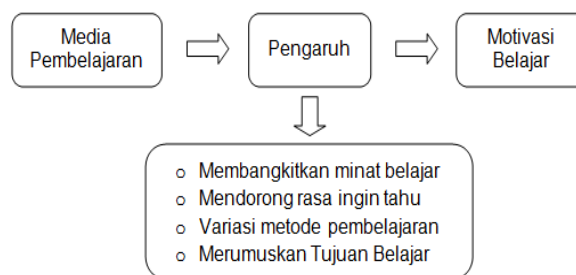 Media
Pembelajaran
Pengaruh
Motivasi
Belajar
o Membangkitkan minat belajar
o Mendorong rasa ingin tahu
o Variasi metode pembelajaran
o Merumuskan Tujuan Belajar